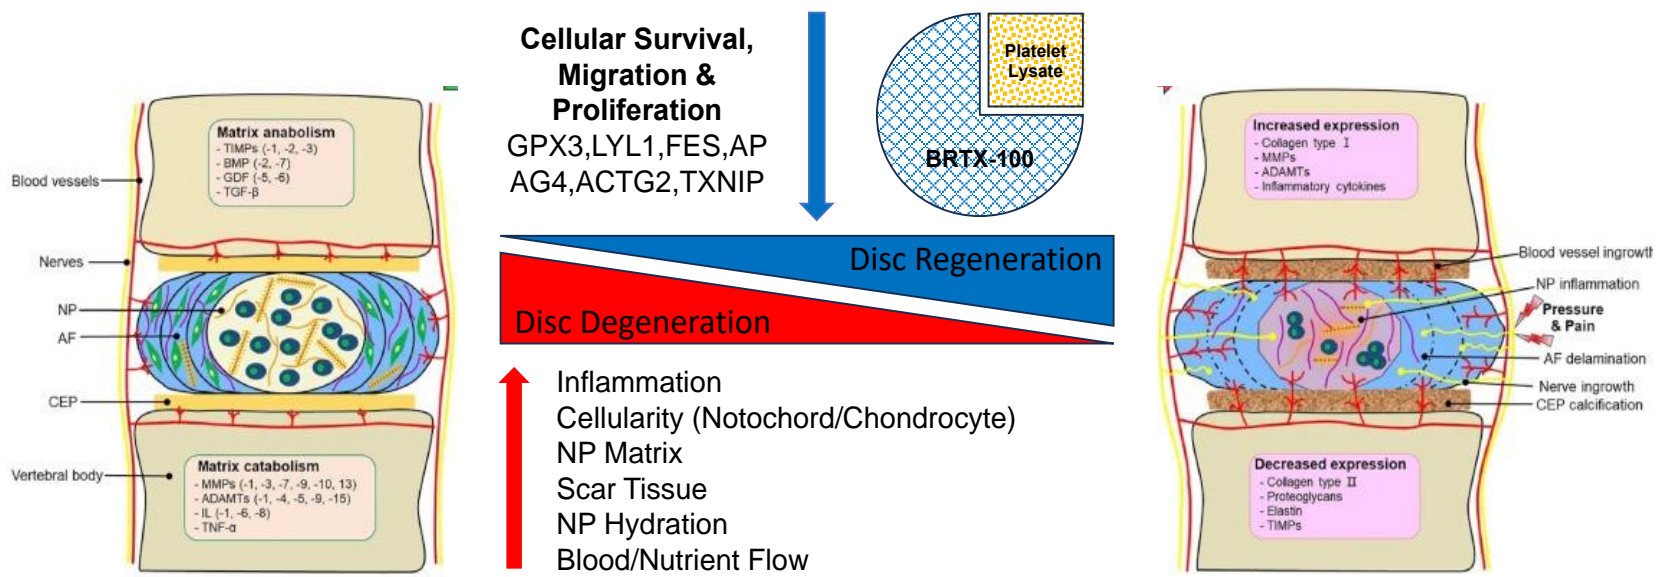 Matrix anabolism
- TIMPs (-1, -2, -3)
- BMP (-2, -7)
- GDF (-5, -6)
- TGF-β
Blood vessels
Nerves
NP
AF
CEP
Vertebral body
Matrix catabolism
- MMPs (-1, -3, -7, -9, -10, 13)
- ADAMTs (-1, -4, -5, -9, -15)
- IL (-1, -6, -8)
- TNF-α
Cellular Survival,
Migration &
Proliferation
GPX3,LYL1,FES,AP
AG4,ACTG2,TXNIP
Platelet
Lysate
BRTX-100
Disc Regeneration
Disc Degeneration
Inflammation
Cellularity (Notochord/Chondrocyte)
NP Matrix
Scar Tissue
NP Hydration
Blood/Nutrient Flow
Increased expression
- Collagen type I
- MMPs
- ADAMTs
- Inflammatory cytokines
Blood vessel ingrowth
NP inflammation
Pressure
& Pain
AF delamination
Nerve ingrowth
CEP calcification
Decreased expression
- Collagen type II
- Proteoglycans
- Elastin
- TIMPs